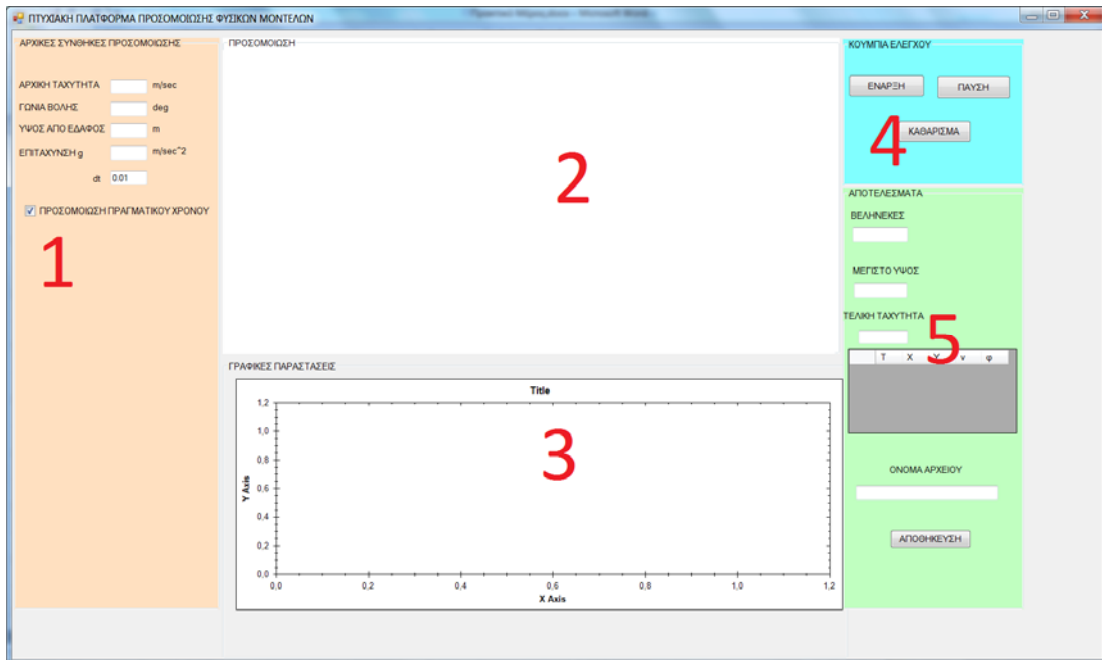 ΠΤΥΧΙΑΚΗ ΠΛΑΤΦΟΡΜΑ ΠΡΟΣΟΜΟΙΩΣΗΣ ΦΥΣΙΚΩΝ ΜΟΝΤΕΛΩΝ
ΑΡΧΙΚΕΣ ΣΥΝΘΗΚΕΣ ΠΡΟΣΟΜΟΙΩΣΗΣ
ΑΡΧΙΚΗ ΤΑΧΥΤΗΤΑ m/sec
ΓΩΝΙΑ ΒΟΛΗΣ deg
ΥΨΟΣ ΑΠΟ ΕΔΑΦΟΣ m
ΕΠΙΤΑΧΥΝΣΗ g m/sec^2
dt 0.01
ΠΡΟΣΟΜΟΙΩΣΗ ΠΡΑΓΜΑΤΙΚΟΥ ΧΡΟΝΟΥ
1
ΠΡΟΣΟΜΟΙΩΣΗ
2
ΓΡΑΦΙΚΕΣ ΠΑΡΑΣΤΑΣΕΙΣ
Title
1,2
1,0
0,8
0,6
0,4
0,2
0,0
Y Axis
3
0,0 0,2 0,4 0,6 0,8 1,0 1,2
X Axis
ΚΟΥΜΠΙΑ ΕΛΕΓΧΟΥ
ΕΝΑΡΞΗ ΠΑΥΣΗ
ΚΑΘΑΡΙΣΜΑ
4
ΑΠΟΤΕΛΕΣΜΑΤΑ
ΒΕΛΗΝΕΚΕΣ
ΜΕΓΙΣΤΟ ΥΨΟΣ
ΤΕΛΙΚΗ ΤΑΧΥΤΗΤΑ
5
T X Y v φ
ΟΝΟΜΑ ΑΡΧΕΙΟΥ
ΑΠΟΘΗΚΕΥΣΗ